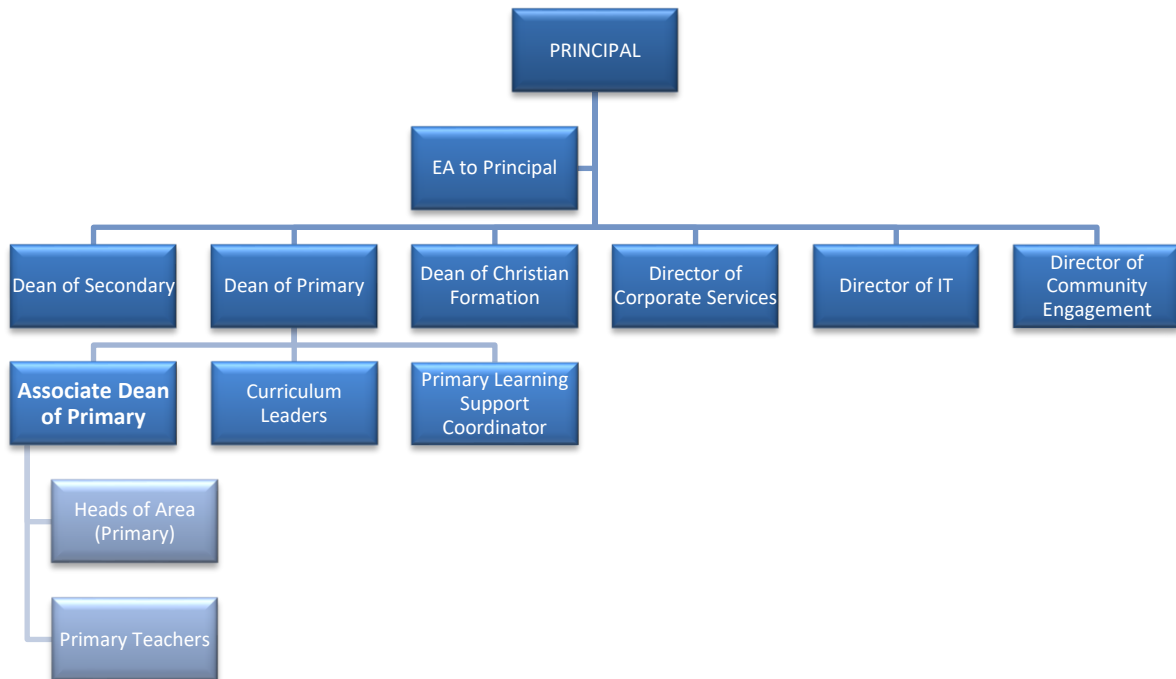 PRINCIPAL
EA to Principal
Dean of Secondary
Dean of Primary
Dean of Christian
Formation
Director of
Corporate Services
Director of IT
Director of
Community
Engagement
Associate Dean
of Primary
Curriculum
Leaders
Primary Learning
Support
Coordinator
Heads of Area
(Primary)
Primary Teachers